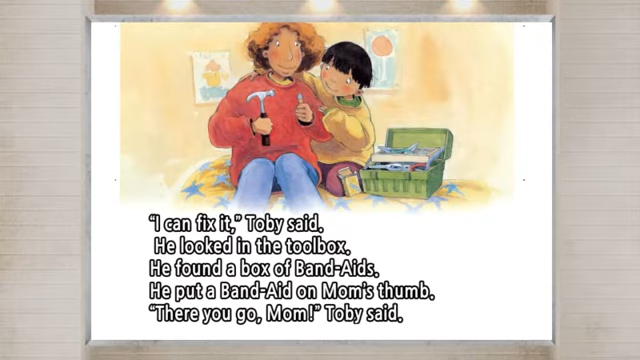 “I can fix it,” Toby said.
He looked in the toolbox.
He found a box of Band-Aids.
He put a Band-Aid on Mom's thumb.
“There you go, Mom!” Toby said.